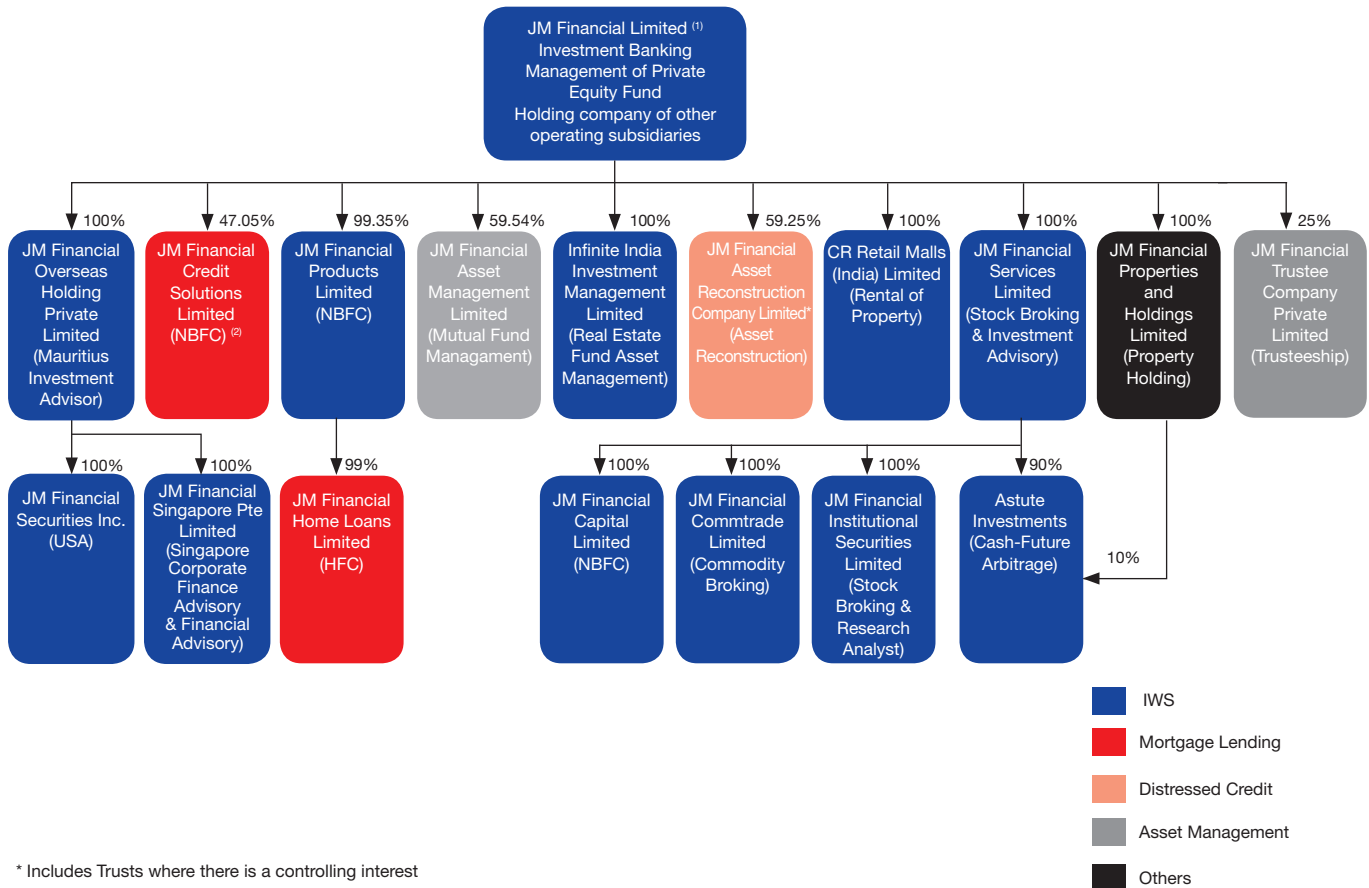 JM Financial Limited (1)
Investment Banking
Management of Private
Equity Fund
Holding company of other
operating subsidiaries
100%
JM Financial
Overseas
Holding
Private
Limited
(Mauritius
Investment
Advisor)
47.05%
JM Financial
Credit
Solutions
Limited
(NBFC) (2)
99.35%
JM Financial
Products
Limited
(NBFC)
59.54%
JM Financial
Asset
Management
Limited
(Mutual Fund
Managament)
100%
Infinite India
Investment
Management
Limited
(Real Estate
Fund Asset
Management)
59.25%
JM Financial
Asset
Reconstruction
Company Limited*
(Asset
Reconstruction)
100%
CR Retail Malls
(India) Limited
(Rental of
Property)
100%
JM Financial
Services
Limited
(Stock Broking
& Investment
Advisory)
100%
JM Financial
Properties
and
Holdings
Limited
(Property
Holding)
25%
JM Financial
Trustee
Company
Private
Limited
(Trusteeship)
100%
JM Financial
Securities Inc.
(USA)
100%
JM Financial
Singapore Pte
Limited
(Singapore
Corporate
Finance
Advisory
& Financial
Advisory)
99%
JM Financial
Home Loans
Limited
(HFC)
100%
JM Financial
Capital
Limited
(NBFC)
100%
JM Financial
Commtrade
Limited
(Commodity
Broking)
100%
JM Financial
Institutional
Securities
Limited
(Stock
Broking &
Research
Analyst)
90%
Astute
Investments
(Cash-Future
Arbitrage)
10%
IWS
Mortgage Lending
Distressed Credit
Asset Management
Others
* Includes Trusts where there is a controlling interest